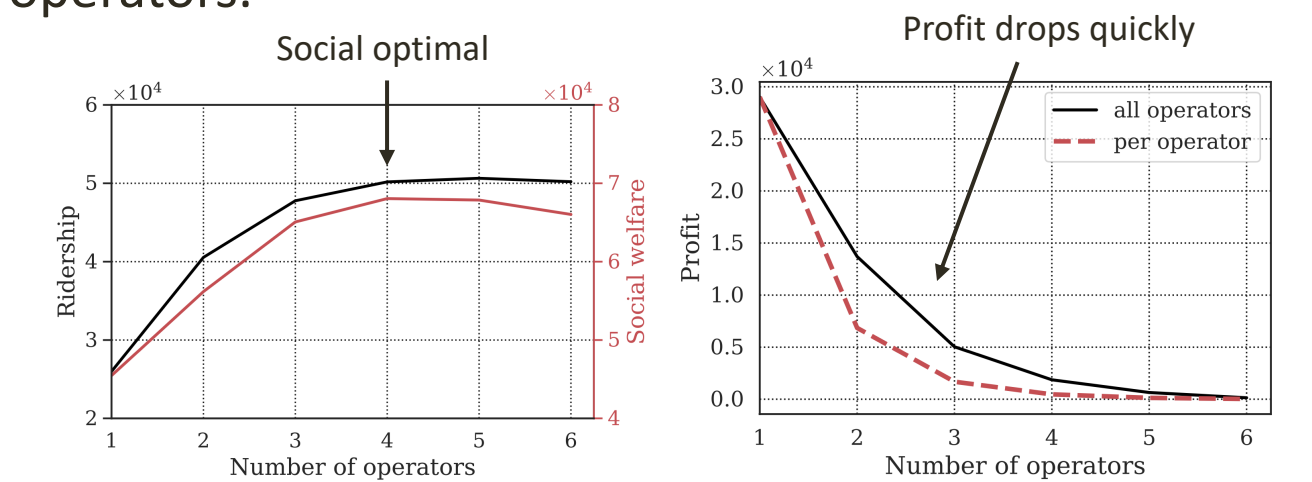 operators.
Social optimal
×10⁴
×10⁴
6
5
4
3
2
Ridership
8
7
6
5
4
Social welfare
1 2 3 4 5 6
Number of operators
Profit drops quickly
×10⁴
3.0
2.5
2.0
1.5
1.0
0.5
0.0
Profit
all operators
per operator
1 2 3 4 5 6
Number of operators